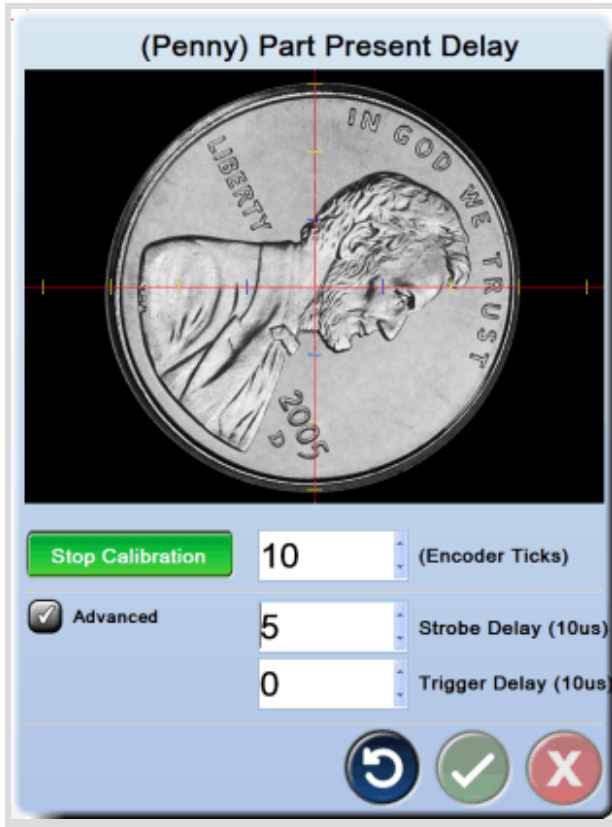 (Penny) Part Present Delay
IN GOD WE TRUST
LIBERTY
2005
D
Stop Calibration
10
(Encoder Ticks)
Advanced
5
Strobe Delay (10us)
0
Trigger Delay (10us)